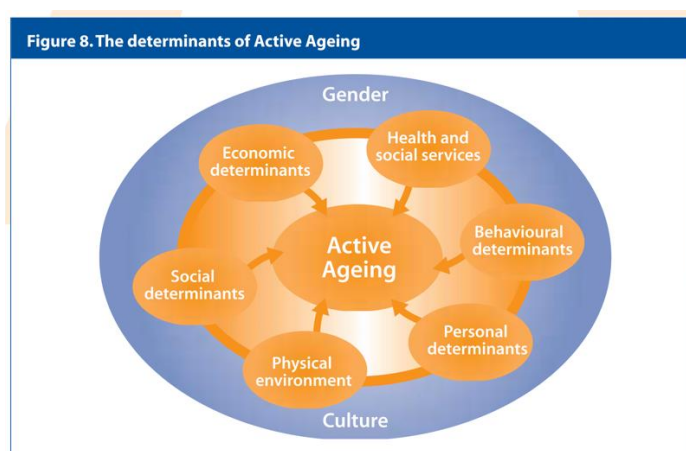 Figure 8. The determinants of Active Ageing
Gender
Economic
determinants
Health and
social services
Active
Ageing
Behavioural
determinants
Social
determinants
Personal
determinants
Physical
environment
Culture